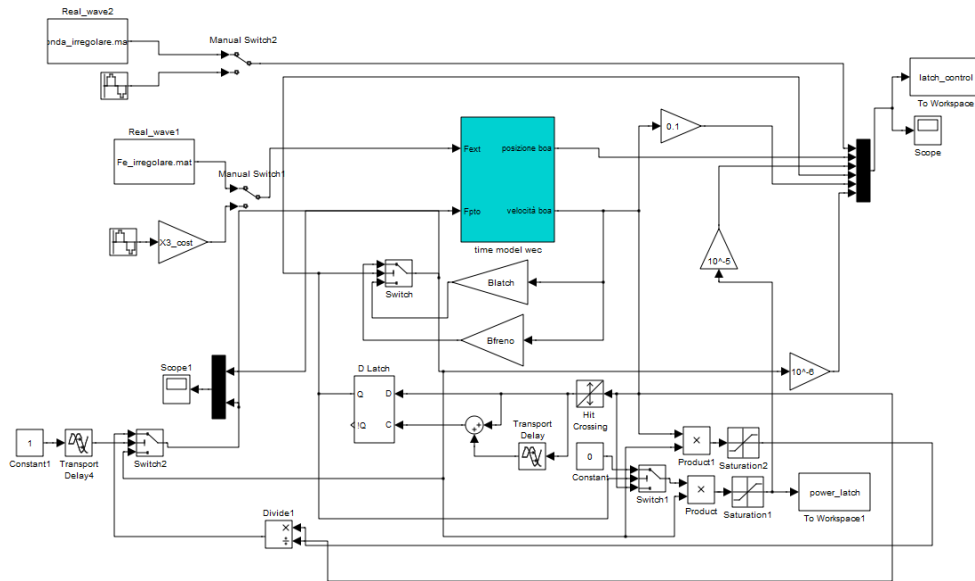 Real_wave2
onda_irregolare.ma
Manual Switch2
latch_control
To Workspace
Scope
Real_wave1
Fe_irregolare.mat
Manual Switch1
X3_cost
Fext
posizione boa
Fpto
velocità boa
time model wec
0.1
10^-5
Switch
Blatch
Bfreno
10^-6
Scope1
D Latch
D
Q
C
!Q
Hit
Crossing
Transport
Delay
1
Constant1
Transport
Delay4
Switch2
0
Constant
Switch1
×
Product1
Saturation2
×
Product
Saturation1
power_latch
To Workspace1
Divide1
×
÷
+
+